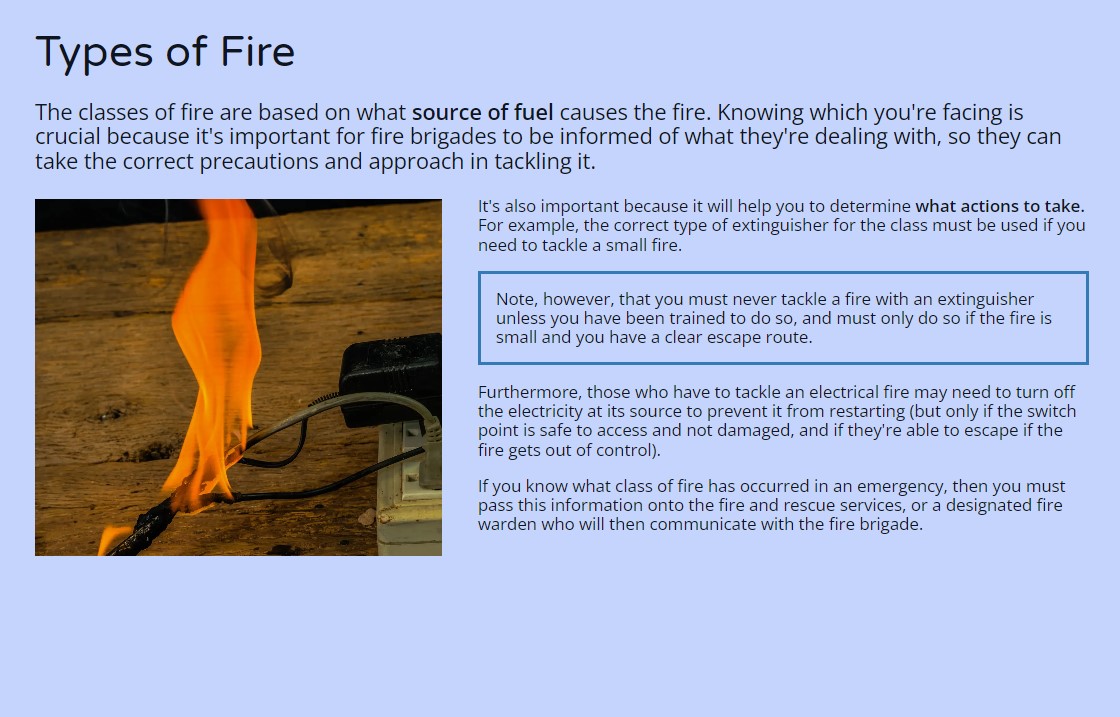 Types of Fire
The classes of fire are based on what source of fuel causes the fire. Knowing which you're facing is
crucial because it's important for fire brigades to be informed of what they're dealing with, so they can
take the correct precautions and approach in tackling it.
It's also important because it will help you to determine what actions to take.
For example, the correct type of extinguisher for the class must be used if you
need to tackle a small fire.
Note, however, that you must never tackle a fire with an extinguisher
unless you have been trained to do so, and must only do so if the fire is
small and you have a clear escape route.
Furthermore, those who have to tackle an electrical fire may need to turn off
the electricity at its source to prevent it from restarting (but only if the switch
point is safe to access and not damaged, and if they're able to escape if the
fire gets out of control).
If you know what class of fire has occurred in an emergency, then you must
pass this information onto the fire and rescue services, or a designated fire
warden who will then communicate with the fire brigade.